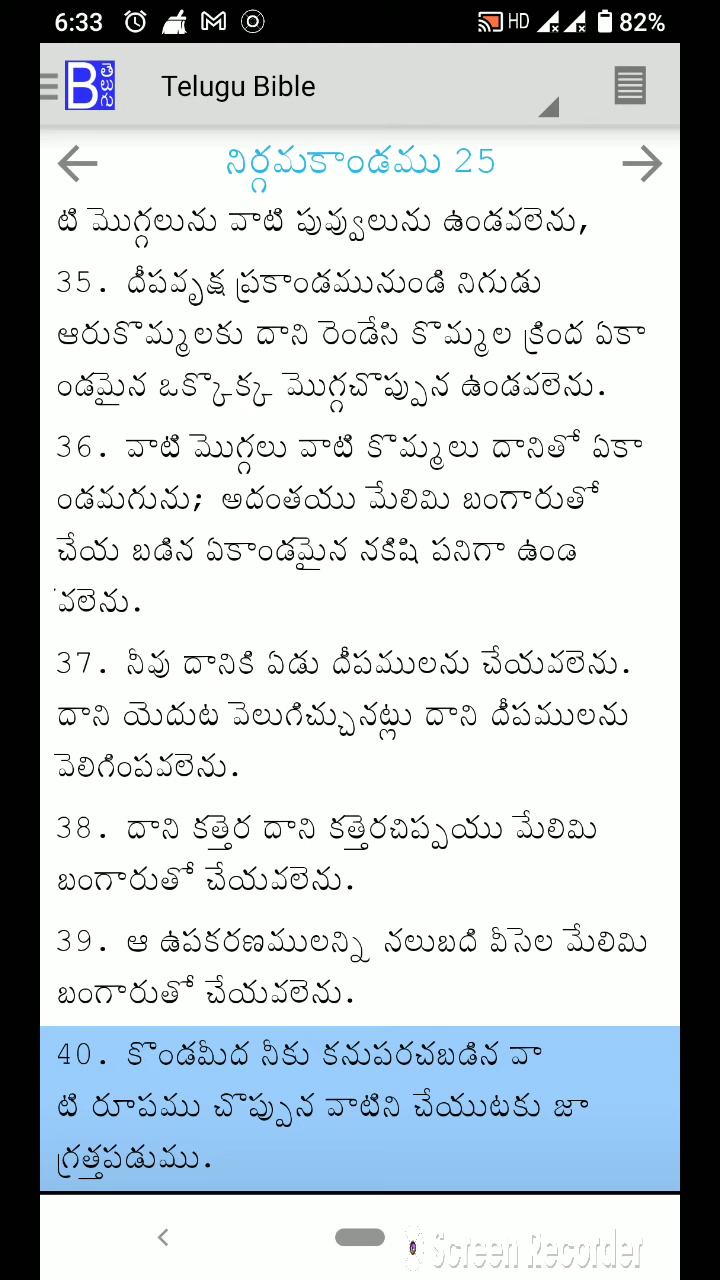 6:33 HD 82%
B తెలుగు Telugu Bible
నిర్గమకాండము 25
టి మొగ్గలును వాటి పువ్వులును ఉండవలెను,
35. దీపవృక్ష ప్రకాండమునుండి నిగుడు
ఆరుకొమ్మలకు దాని రెండేసి కొమ్మల క్రింద ఏకా
ండమైన ఒక్కొక్క మొగ్గచొప్పున ఉండవలెను.
36. వాటి మొగ్గలు వాటి కొమ్మలు దానితో ఏకా
ండమగును; అదంతయు మేలిమి బంగారుతో
చేయ బడిన ఏకాండమైన నకిషి పనిగా ఉండ
వలెను.
37. నీవు దానికి ఏడు దీపములను చేయవలెను.
దాని యెదుట వెలుగిచ్చునట్లు దాని దీపములను
వెలిగింపవలెను.
38. దాని కత్తెర దాని కత్తెరచిప్పయు మేలిమి
బంగారుతో చేయవలెను.
39. ఆ ఉపకరణములన్ని నలుబది వీసెల మేలిమి
బంగారుతో చేయవలెను.
40. కొండమీద నీకు కనుపరచబడిన వా
టి రూపము చొప్పున వాటిని చేయుటకు జా
గ్రత్తపడుము.
Screen Recorder